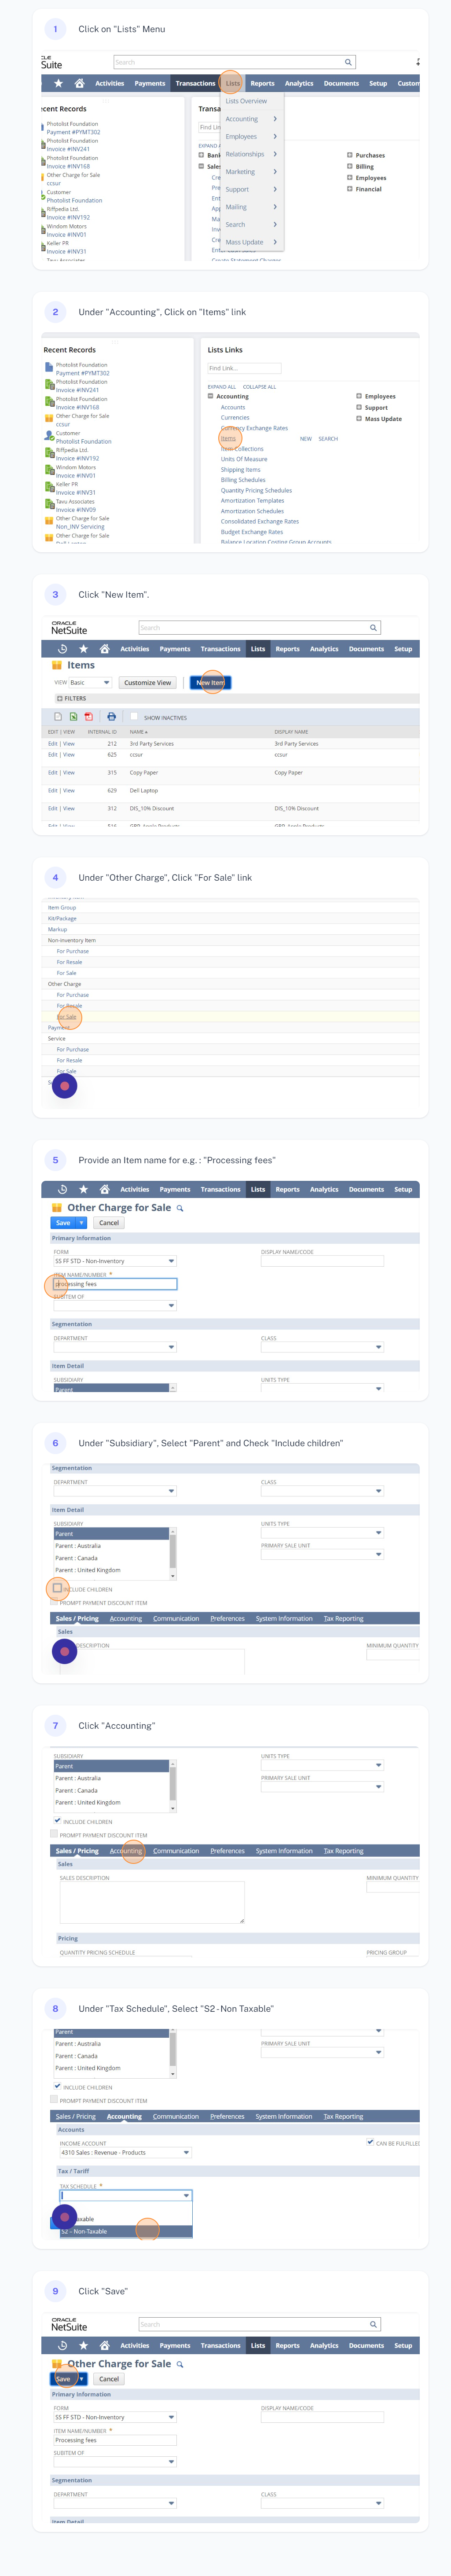 1 Click on "Lists" Menu
CLE
Suite
Search
Activities Payments Transactions Lists Reports Analytics Documents Setup Custom
ecent Records
Photolist Foundation
Payment #PYMT302
Photolist Foundation
Invoice #INV241
Photolist Foundation
Invoice #INV168
Other Charge for Sale
ccsur
Customer
Photolist Foundation
Riffpedia Ltd.
Invoice #INV192
Windom Motors
Invoice #INV01
Keller PR
Invoice #INV31
Tavu Associates
Transa
Find Lin
EXPAND A
Bank
Sales
Cre
Pre
Ent
App
Ma
Inv
Cre
Create Statement Charges
Lists Overview
Accounting
Employees
Relationships
Marketing
Support
Mailing
Search
Mass Update
Purchases
Billing
Employees
Financial
2 Under "Accounting", Click on "Items" link
Recent Records
Photolist Foundation
Payment #PYMT302
Photolist Foundation
Invoice #INV241
Photolist Foundation
Invoice #INV168
Other Charge for Sale
ccsur
Customer
Photolist Foundation
Riffpedia Ltd.
Invoice #INV192
Windom Motors
Invoice #INV01
Keller PR
Invoice #INV31
Tavu Associates
Invoice #INV09
Other Charge for Sale
Non_INV Servicing
Other Charge for Sale
Dell Laptop
Lists Links
Find Link...
EXPAND ALL COLLAPSE ALL
Accounting
Accounts
Currencies
Currency Exchange Rates
Items NEW SEARCH
Item Collections
Units Of Measure
Shipping Items
Billing Schedules
Quantity Pricing Schedules
Amortization Templates
Amortization Schedules
Consolidated Exchange Rates
Budget Exchange Rates
Balance Location Costing Group Accounts
Employees
Support
Mass Update
3 Click "New Item".
ORACLE
NetSuite
Search
Activities Payments Transactions Lists Reports Analytics Documents Setup
Items
VIEW Basic Customize View New Item
FILTERS
SHOW INACTIVES
EDIT | VIEW INTERNAL ID NAME DISPLAY NAME
Edit | View 212 3rd Party Services 3rd Party Services
Edit | View 625 ccsur ccsur
Edit | View 315 Copy Paper Copy Paper
Edit | View 629 Dell Laptop
Edit | View 312 DIS_10% Discount DIS_10% Discount
4 Under "Other Charge", Click "For Sale" link
Item Group
Kit/Package
Markup
Non-inventory Item
For Purchase
For Resale
For Sale
Other Charge
For Purchase
For Resale
For Sale
Payment
Service
For Purchase
For Resale
For Sale
5 Provide an Item name for e.g. : "Processing fees"
Activities Payments Transactions Lists Reports Analytics Documents Setup
Other Charge for Sale
Save Cancel
Primary Information
FORM
SS FF STD - Non-Inventory
DISPLAY NAME/CODE
ITEM NAME/NUMBER *
processing fees
SUBITEM OF
Segmentation
DEPARTMENT CLASS
Item Detail
SUBSIDIARY UNITS TYPE
Parent
6 Under "Subsidiary", Select "Parent" and Check "Include children"
Segmentation
DEPARTMENT CLASS
Item Detail
SUBSIDIARY UNITS TYPE
Parent
Parent : Australia
Parent : Canada
Parent : United Kingdom
PRIMARY SALE UNIT
INCLUDE CHILDREN
PROMPT PAYMENT DISCOUNT ITEM
Sales / Pricing Accounting Communication Preferences System Information Tax Reporting
Sales
DESCRIPTION MINIMUM QUANTITY
7 Click "Accounting"
SUBSIDIARY UNITS TYPE
Parent
Parent : Australia
Parent : Canada
Parent : United Kingdom
PRIMARY SALE UNIT
INCLUDE CHILDREN
PROMPT PAYMENT DISCOUNT ITEM
Sales / Pricing Accounting Communication Preferences System Information Tax Reporting
Sales
SALES DESCRIPTION MINIMUM QUANTITY
Pricing
QUANTITY PRICING SCHEDULE PRICING GROUP
8 Under "Tax Schedule", Select "S2 - Non Taxable"
Parent
Parent : Australia
Parent : Canada
Parent : United Kingdom
PRIMARY SALE UNIT
INCLUDE CHILDREN
PROMPT PAYMENT DISCOUNT ITEM
Sales / Pricing Accounting Communication Preferences System Information Tax Reporting
Accounts
INCOME ACCOUNT
4310 Sales : Revenue - Products
CAN BE FULFILLE
Tax / Tariff
TAX SCHEDULE *
axable
S2 - Non-Taxable
9 Click "Save"
ORACLE
NetSuite
Search
Activities Payments Transactions Lists Reports Analytics Documents Setup
Other Charge for Sale
Save Cancel
Primary Information
FORM
SS FF STD - Non-Inventory
DISPLAY NAME/CODE
ITEM NAME/NUMBER *
Processing fees
SUBITEM OF
Segmentation
DEPARTMENT CLASS
Item Detail